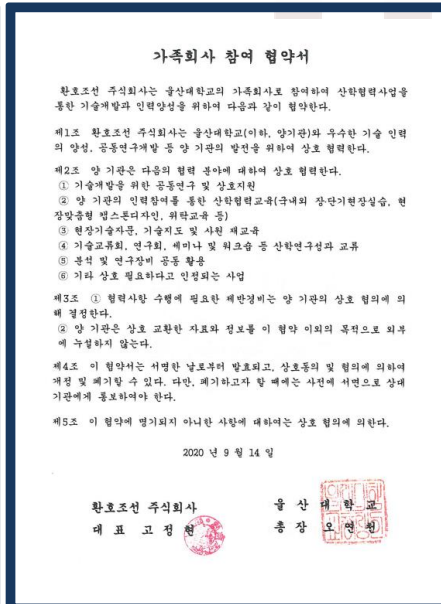 가족회사 참여 협약서
환호조선 주식회사는 울산대학교의 가족회사로 참여하여 산학협력사업을
통한 기술개발과 인력양성을 위하여 다음과 같이 협약한다.
제1조 환호조선 주식회사는 울산대학교(이하, 양기관)와 우수한 기술 인력
의 양성, 공동연구개발 등 양 기관의 발전을 위하여 상호 협력한다.
제2조 양 기관은 다음의 협력 분야에 대하여 상호 협력한다.
① 기술개발을 위한 공동연구 및 상호지원
② 양 기관의 인력참여를 통한 산학협력교육(국내외 장·단기현장실습, 현
장맞춤형 캡스톤디자인, 위탁교육 등)
③ 현장기술자문, 기술지도 및 사원 재교육
④ 기술교류회, 연구회, 세미나 및 워크숍 등 산학연구성과 교류
⑤ 분석 및 연구장비 공동 활용
⑥ 기타 상호 필요하다고 인정되는 사업
제3조 ① 협력사항 수행에 필요한 제반경비는 양 기관의 상호 협의에 의
해 결정한다.
② 양 기관은 상호 교환한 자료와 정보를 이 협약 이외의 목적으로 외부
에 누설하지 않는다.
제4조 이 협약서는 서명한 날로부터 발효되고, 상호동의 및 협의에 의하여
개정 및 폐기할 수 있다. 다만, 폐기하고자 할 때에는 사전에 서면으로 상대
기관에게 통보하여야 한다.
제5조 이 협약에 명기되지 아니한 사항에 대하여는 상호 협의에 의한다.
2020 년 9 월 14 일
환호조선 주식회사 울 산 대 학 교
대 표 고 정 현 총 장 오 연 천